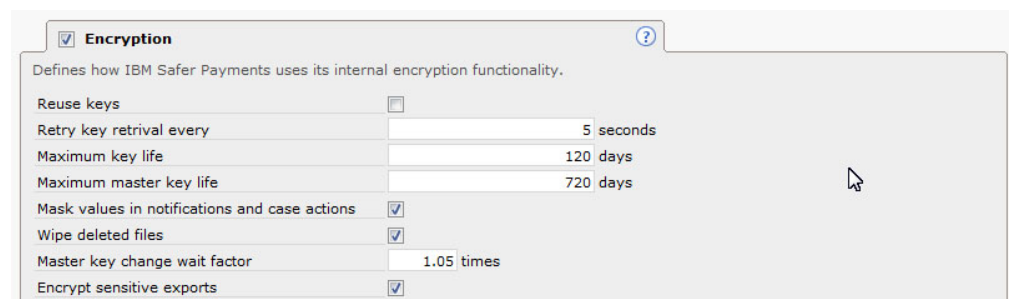 Encryption
Defines how IBM Safer Payments uses its internal encryption functionality.
Reuse keys
Retry key retrival every 5 seconds
Maximum key life 120 days
Maximum master key life 720 days
Mask values in notifications and case actions
Wipe deleted files
Master key change wait factor 1.05 times
Encrypt sensitive exports